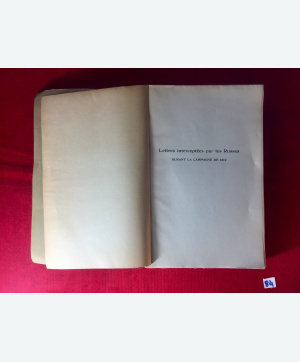 Lettres interceptées par les Russes
DURANT LA CAMPAGNE DE 1812
84